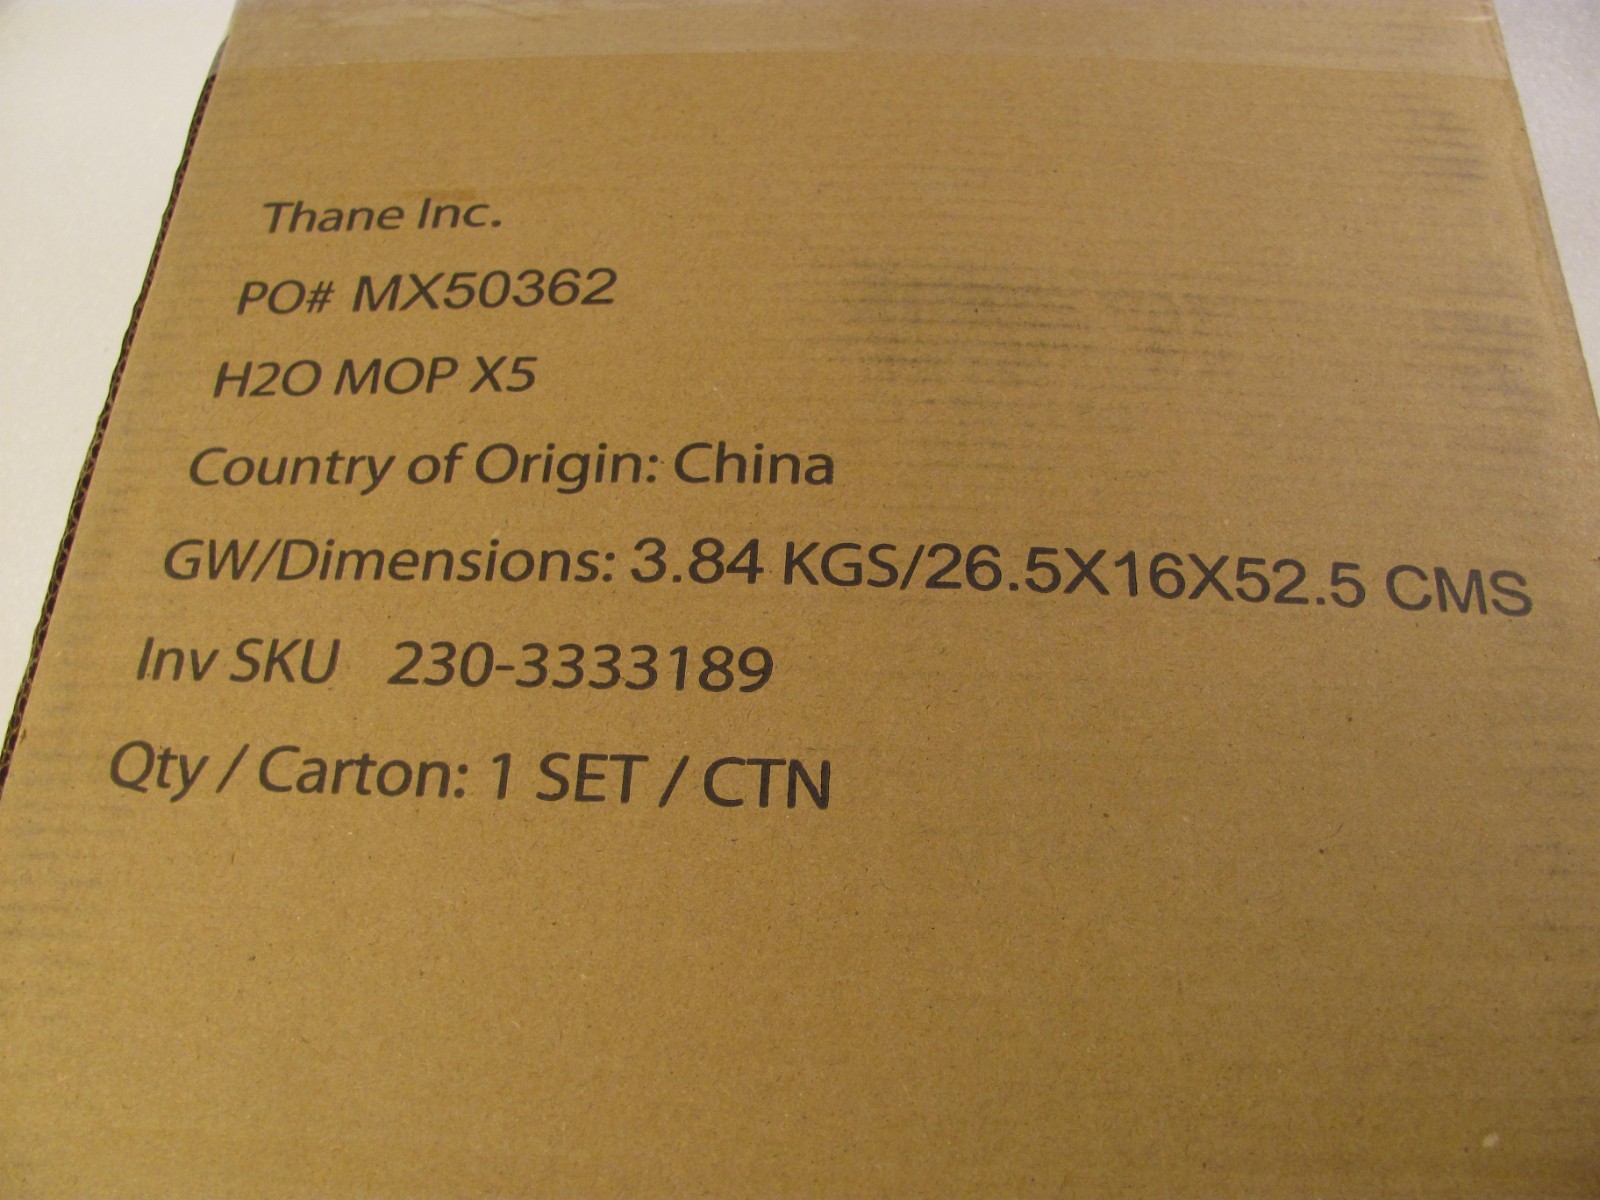 Thane Inc.
PO# MX50362
H2O MOP X5
Country of Origin: China
GW/Dimensions: 3.84 KGS/26.5X16X52.5 CMS
Inv SKU 230-3333189
Qty / Carton: 1 SET / CTN